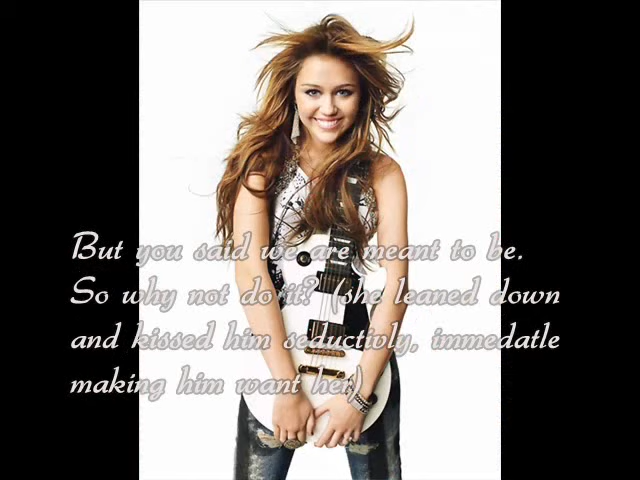 But you said we are meant to be.
So why not do it? (she leaned down
and kissed him seductivly, immedatle
making him want her)